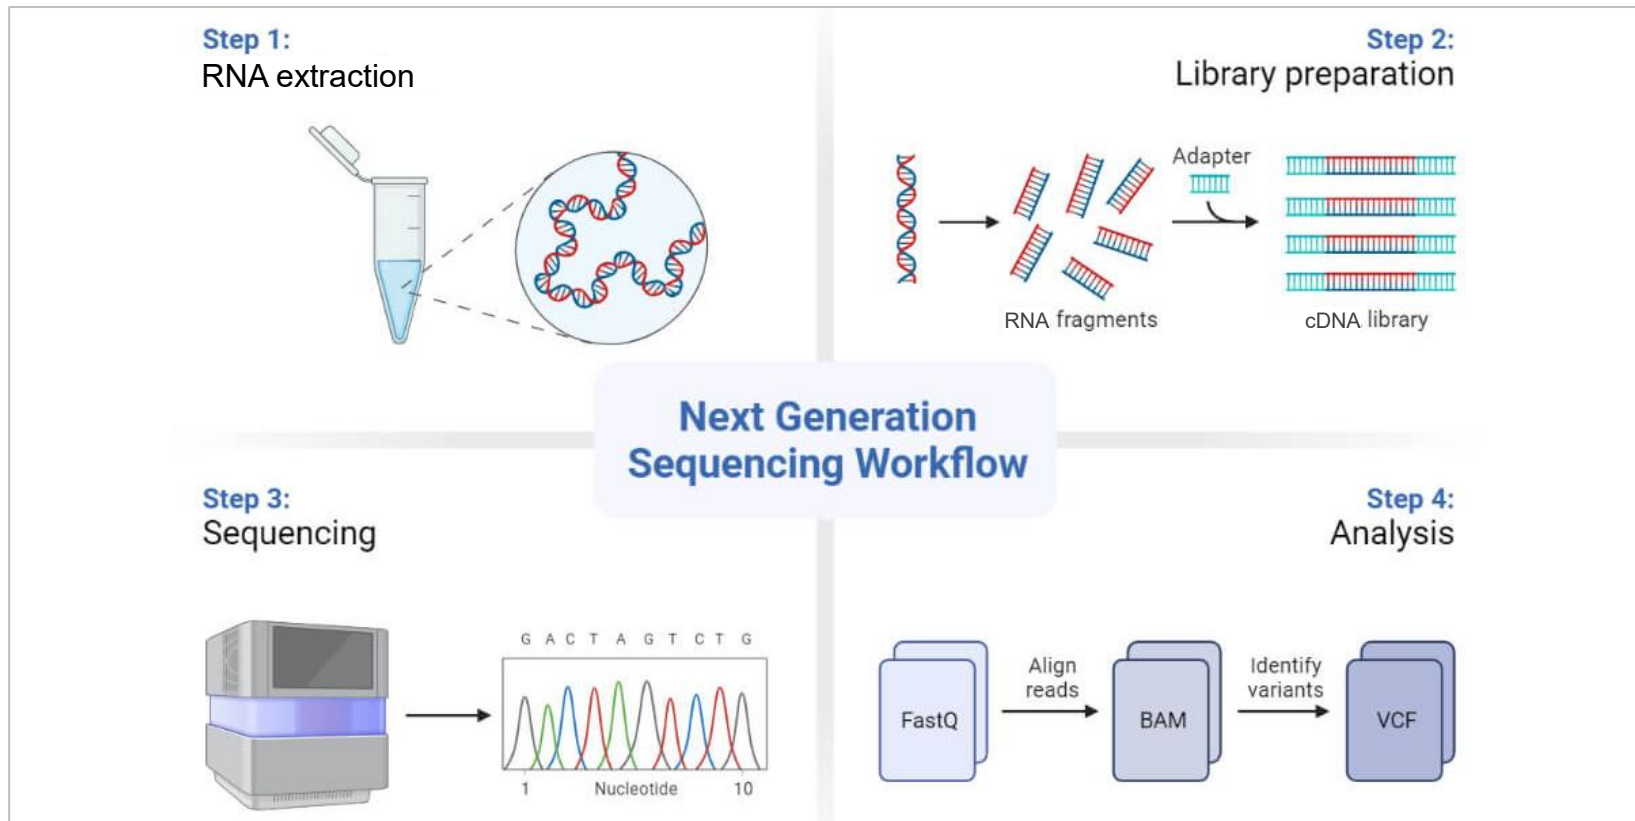 Step 1:
RNA extraction
Step 2:
Library preparation
Adapter
RNA fragments
cDNA library
Next Generation
Sequencing Workflow
Step 3:
Sequencing
G A C T A G T C T G
1 Nucleotide 10
Step 4:
Analysis
FastQ
Align
reads
BAM
Identify
variants
VCF